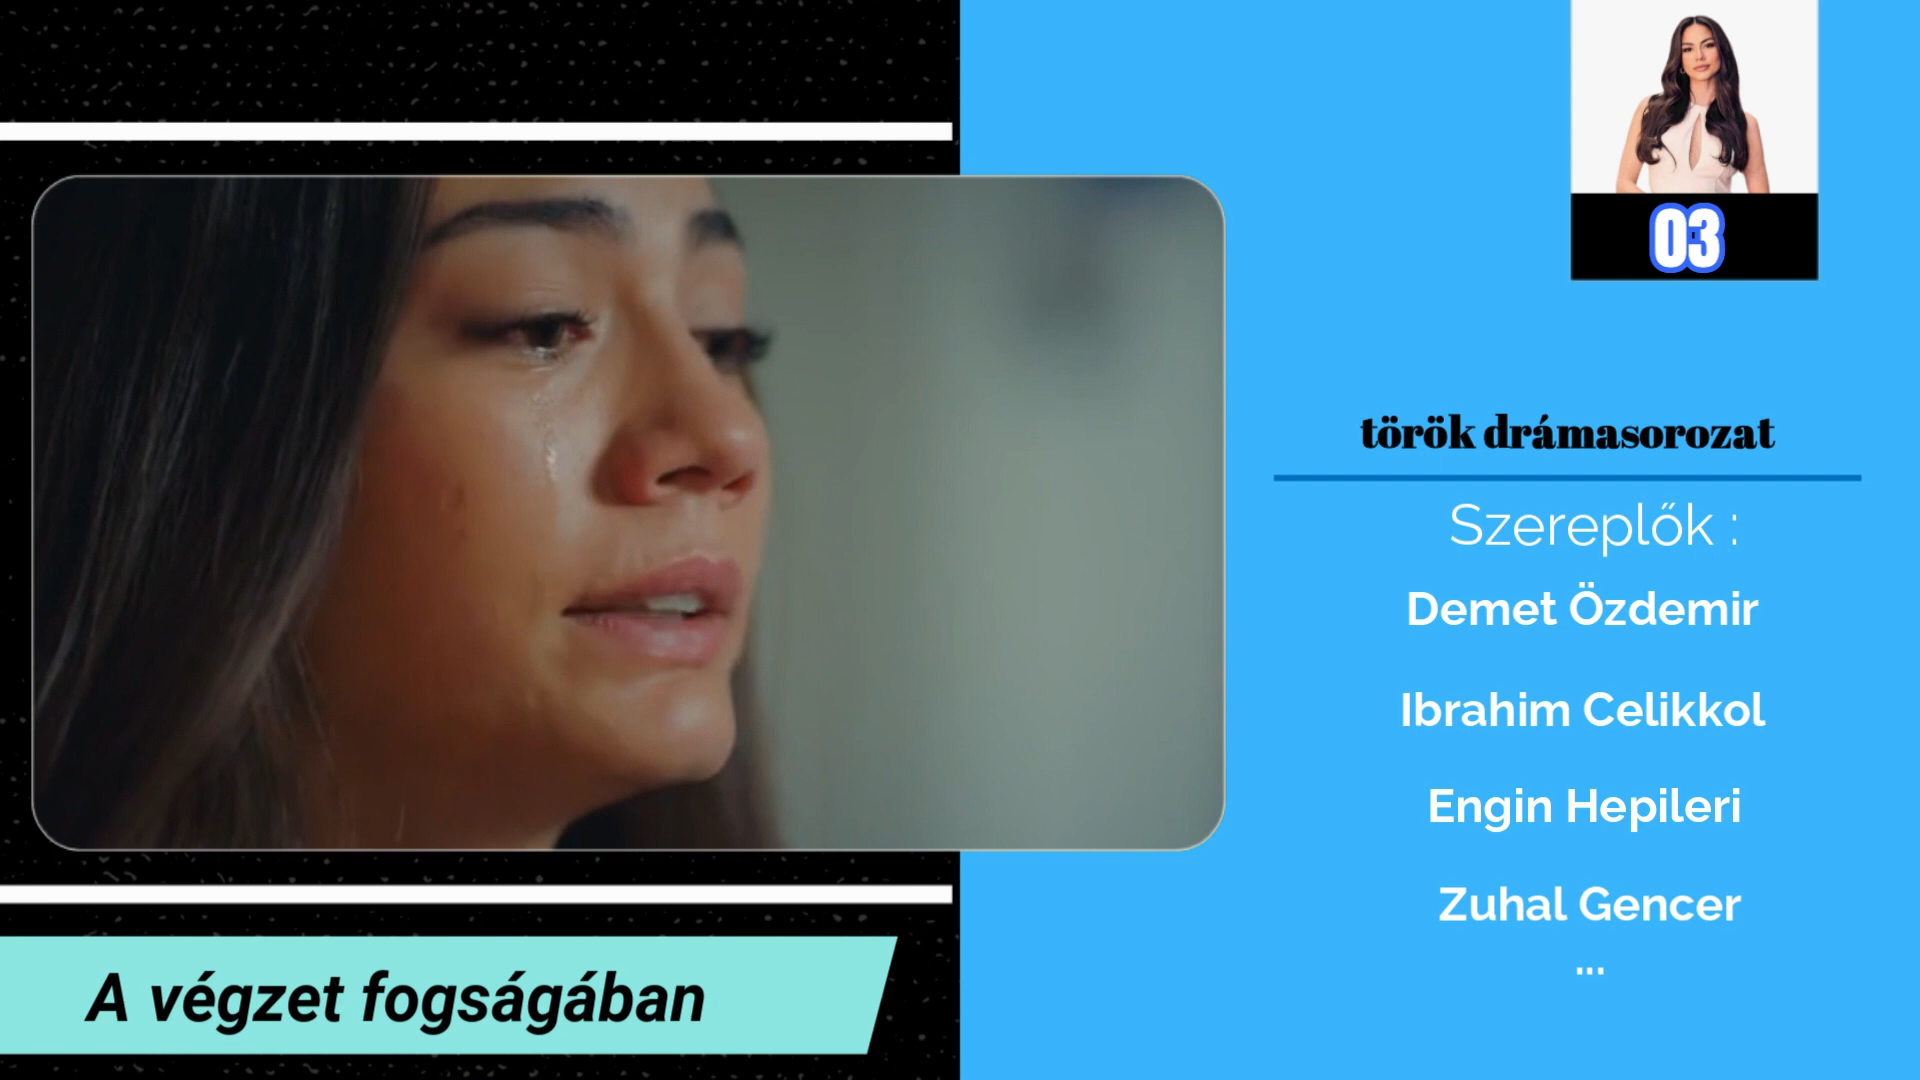 03
török drámasorozat
Szereplők :
Demet Özdemir
Ibrahim Celikkol
Engin Hepileri
Zuhal Gencer
...
A végzet fogságában